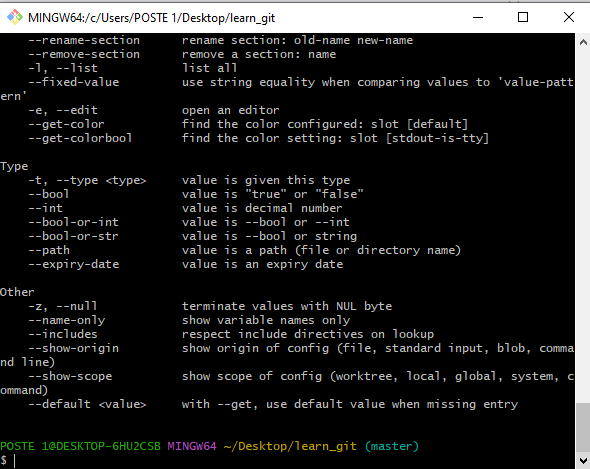 MINGW64:/c/Users/POSTE 1/Desktop/learn_git
--rename-section      rename section: old-name new-name
--remove-section      remove a section: name
-l, --list            list all
--fixed-value         use string equality when comparing values to 'value-patt
ern'
-e, --edit            open an editor
--get-color           find the color configured: slot [default]
--get-colorbool       find the color setting: slot [stdout-is-tty]
Type
-t, --type <type>     value is given this type
--bool                value is "true" or "false"
--int                 value is decimal number
--bool-or-int         value is --bool or --int
--bool-or-str         value is --bool or string
--path                value is a path (file or directory name)
--expiry-date         value is an expiry date
Other
-z, --null            terminate values with NUL byte
--name-only           show variable names only
--includes            respect include directives on lookup
--show-origin         show origin of config (file, standard input, blob, comma
nd line)
--show-scope          show scope of config (worktree, local, global, system, c
ommand)
--default <value>     with --get, use default value when missing entry
POSTE 1@DESKTOP-6HU2CSB MINGW64 ~/Desktop/learn_git (master)
$